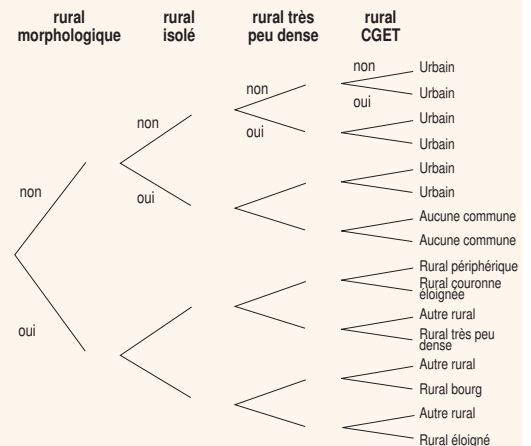 rural morphologique
rural isolé
rural très peu dense
rural CGET
non
oui
non
oui
non
oui
non
oui
Urbain
Urbain
Urbain
Urbain
Urbain
Urbain
Aucune commune
Aucune commune
Rural périphérique
Rural couronne
éloignée
Autre rural
Rural très peu
dense
Autre rural
Rural bourg
Autre rural
Rural éloigné